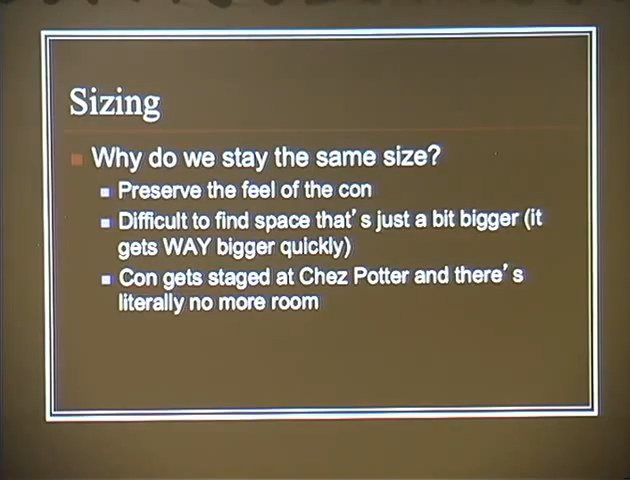 Sizing
Why do we stay the same size?
Preserve the feel of the con
Difficult to find space that's just a bit bigger (it
gets WAY bigger quickly)
Con gets staged at Chez Potter and there's
literally no more room